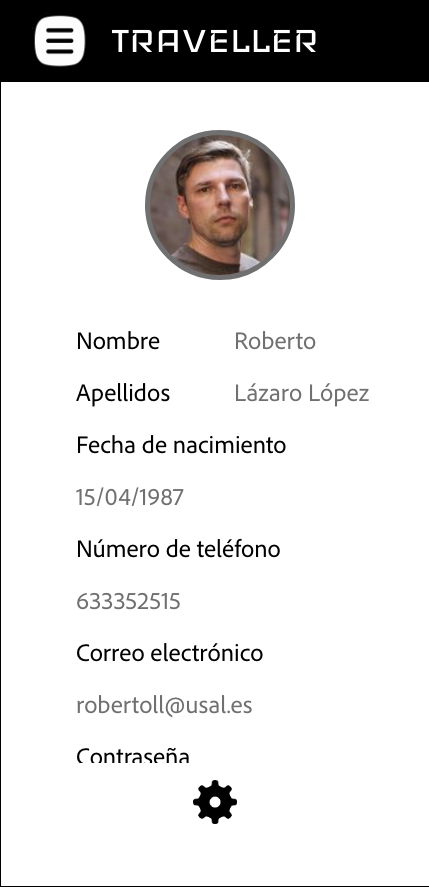 TRAVELLER
Nombre Roberto
Apellidos Lázaro López
Fecha de nacimiento
15/04/1987
Número de teléfono
633352515
Correo electrónico
robertoll@usal.es
Contraseña